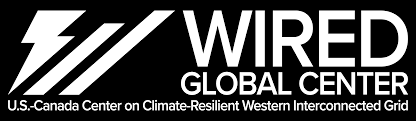 WIRED
GLOBAL CENTER
U.S.-Canada Center on Climate-Resilient Western Interconnected Grid